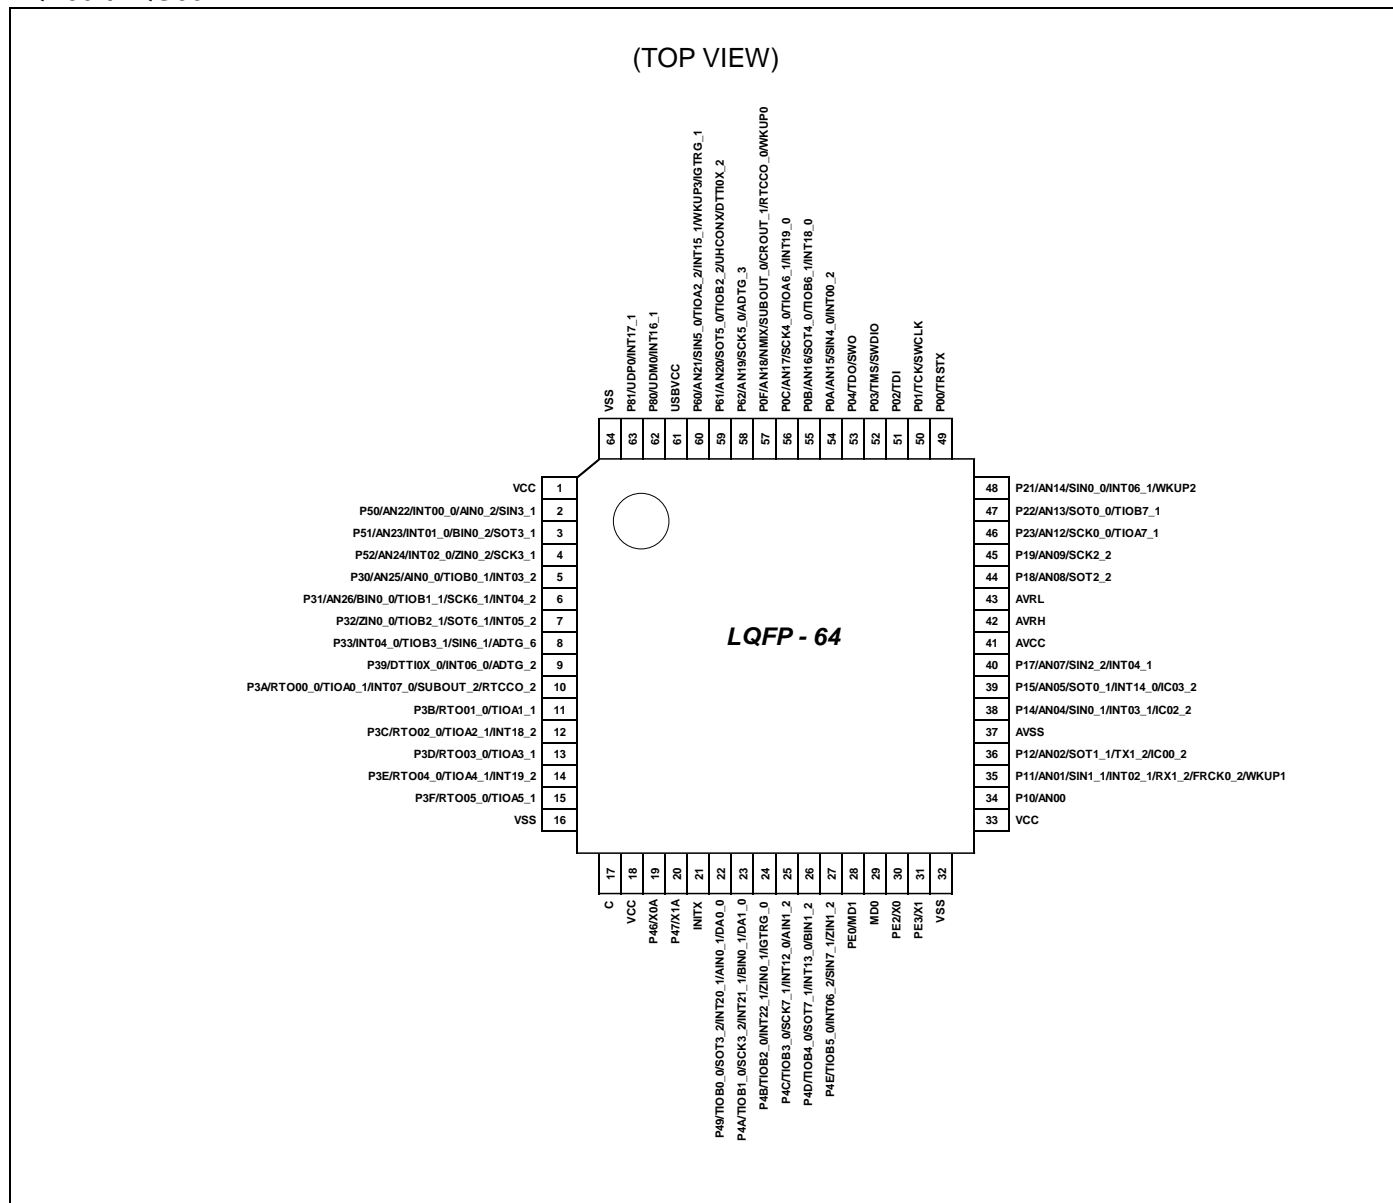 (TOP VIEW)
VSS
P81/UDP0/INT17_1
P80/UDM0/INT16_1
USBVCC
P60/AN21/SIN5_0/TIOA2_2/INT15_1/WKUP3/IGTRG_1
P61/AN20/SOT5_0/TIOB2_2/UHCONX/DTTI0X_2
P62/AN19/SCK5_0/ADTG_3
P0F/AN18/NMIX/SUBOUT_0/CROUT_1/RTCCO_0/WKUP0
P0C/AN17/SCK4_0/TIOA6_1/INT19_0
P0B/AN16/SOT4_0/TIOB6_1/INT18_0
P0A/AN15/SIN4_0/INT00_2
P04/TDO/SWO
P03/TMS/SWDIO
P02/TDI
P01/TCK/SWCLK
P00/TRSTX
64 63 62 61 60 59 58 57 56 55 54 53 52 51 50 49
VCC 1
P50/AN22/INT00_0/AIN0_2/SIN3_1 2
P51/AN23/INT01_0/BIN0_2/SOT3_1 3
P52/AN24/INT02_0/ZIN0_2/SCK3_1 4
P30/AN25/AIN0_0/TIOB0_1/INT03_2 5
P31/AN26/BIN0_0/TIOB1_1/SCK6_1/INT04_2 6
P32/ZIN0_0/TIOB2_1/SOT6_1/INT05_2 7
P33/INT04_0/TIOB3_1/SIN6_1/ADTG_6 8
P39/DTTI0X_0/INT06_0/ADTG_2 9
P3A/RTO00_0/TIOA0_1/INT07_0/SUBOUT_2/RTCCO_2 10
P3B/RTO01_0/TIOA1_1 11
P3C/RTO02_0/TIOA2_1/INT18_2 12
P3D/RTO03_0/TIOA3_1 13
P3E/RTO04_0/TIOA4_1/INT19_2 14
P3F/RTO05_0/TIOA5_1 15
VSS 16
LQFP - 64
48 P21/AN14/SIN0_0/INT06_1/WKUP2
47 P22/AN13/SOT0_0/TIOB7_1
46 P23/AN12/SCK0_0/TIOA7_1
45 P19/AN09/SCK2_2
44 P18/AN08/SOT2_2
43 AVRL
42 AVRH
41 AVCC
40 P17/AN07/SIN2_2/INT04_1
39 P15/AN05/SOT0_1/INT14_0/IC03_2
38 P14/AN04/SIN0_1/INT03_1/IC02_2
37 AVSS
36 P12/AN02/SOT1_1/TX1_2/IC00_2
35 P11/AN01/SIN1_1/INT02_1/RX1_2/FRCK0_2/WKUP1
34 P10/AN00
33 VCC
17 18 19 20 21 22 23 24 25 26 27 28 29 30 31 32
C
VCC
P46/X0A
P47/X1A
INITX
P49/TIOB0_0/SOT3_2/INT20_1/AIN0_1/DA0_0
P4A/TIOB1_0/SCK3_2/INT21_1/BIN0_1/DA1_0
P4B/TIOB2_0/INT22_1/ZIN0_1/IGTRG_0
P4C/TIOB3_0/SCK7_1/INT12_0/AIN1_2
P4D/TIOB4_0/SOT7_1/INT13_0/BIN1_2
P4E/TIOB5_0/INT06_2/SIN7_1/ZIN1_2
PE0/MD1
MD0
PE2/X0
PE3/X1
VSS